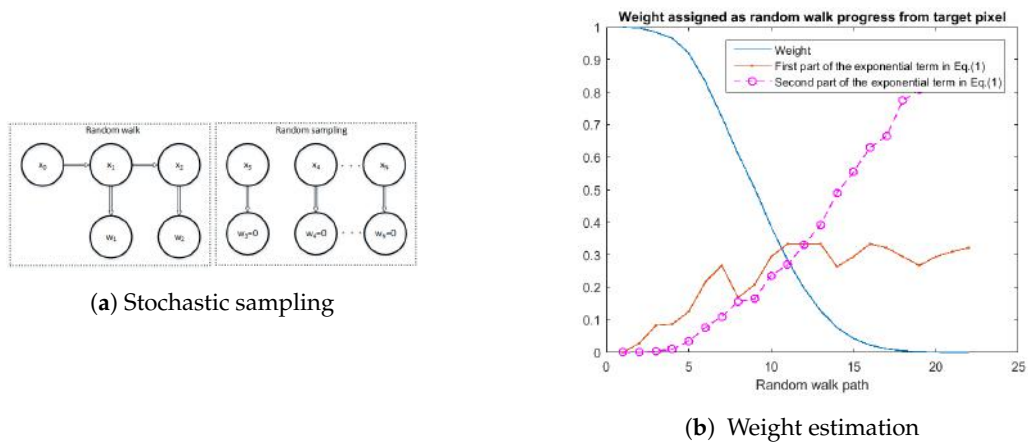 Random walk
Random sampling
x0 x1 x2 x3 x4 · · · xs
w1 w2 w3=0 w4=0 · · · ws=0
(a) Stochastic sampling
Weight assigned as random walk progress from target pixel
Weight
First part of the exponential term in Eq.(1)
Second part of the exponential term in Eq.(1)
1
0.9
0.8
0.7
0.6
0.5
0.4
0.3
0.2
0.1
0
0 5 10 15 20 25
Random walk path
(b) Weight estimation